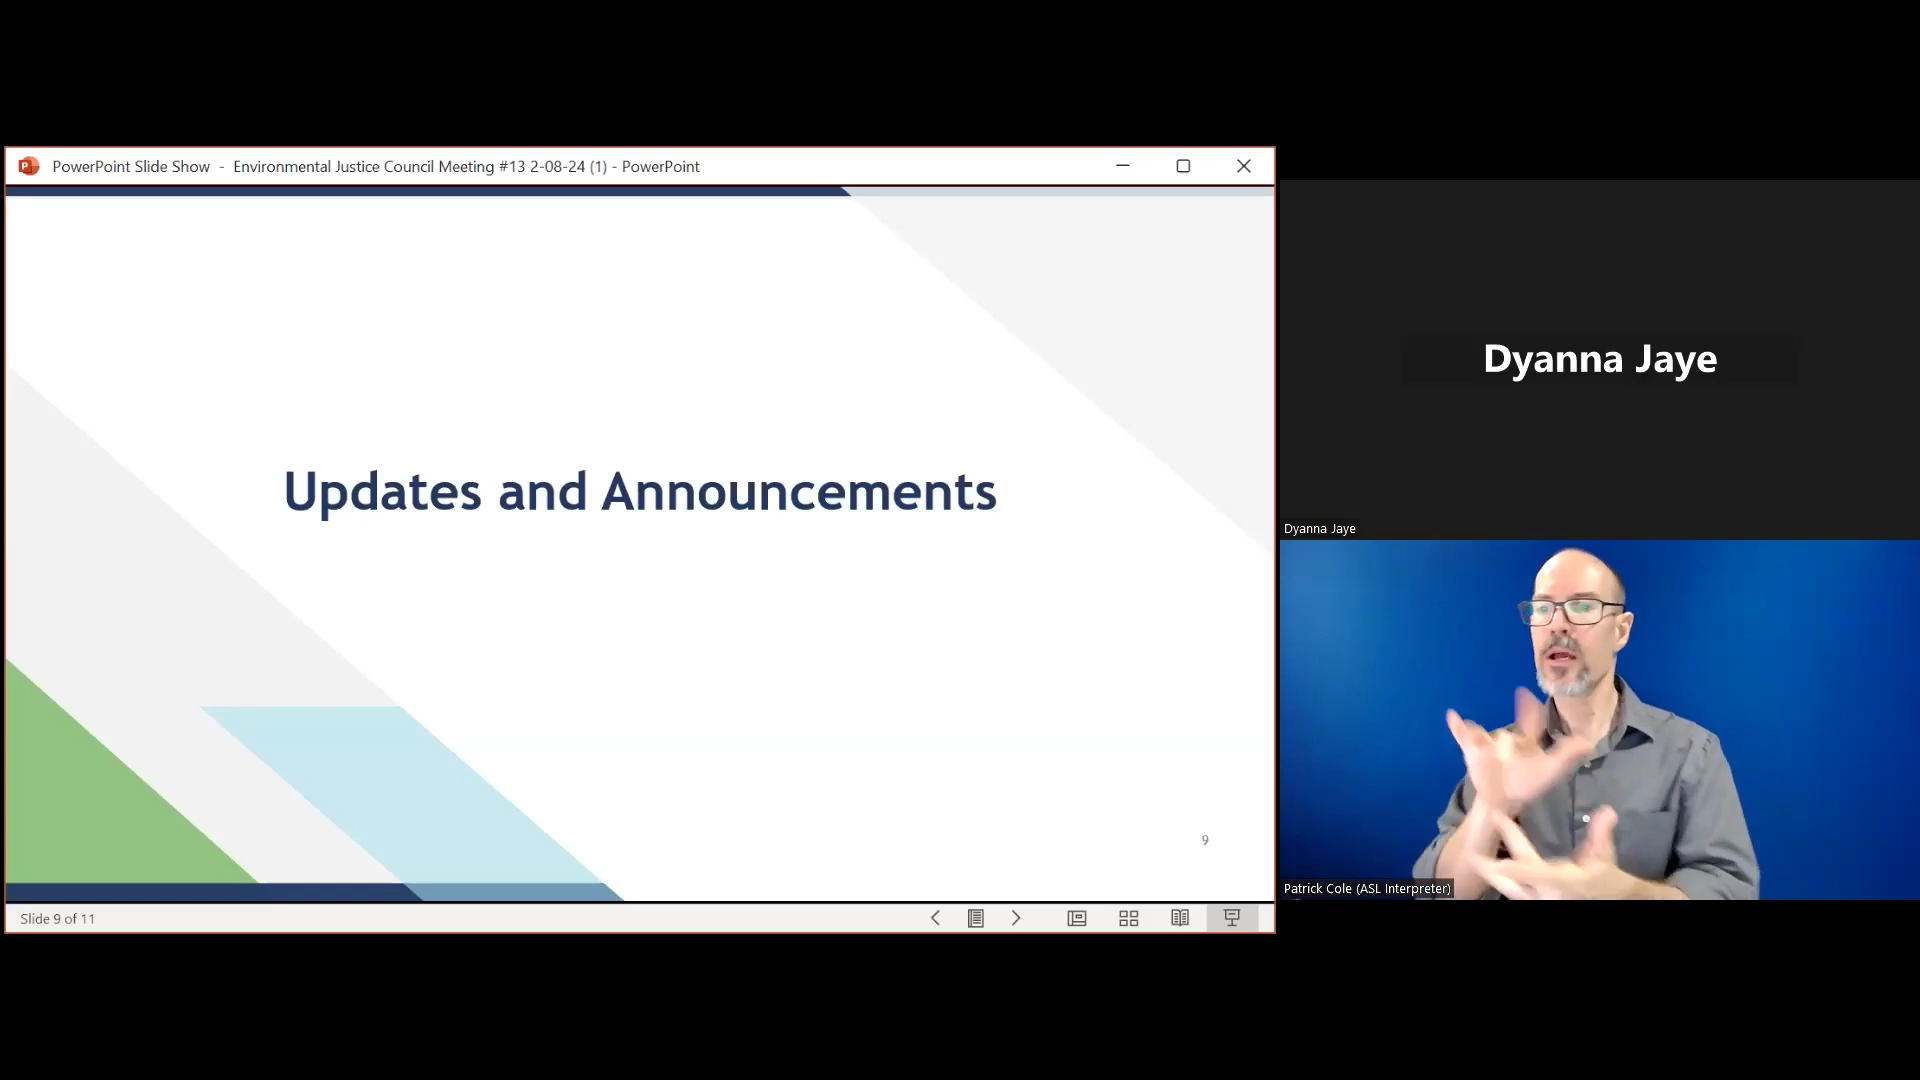 PowerPoint Slide Show - Environmental Justice Council Meeting #13 2-08-24 (1) - PowerPoint
Updates and Announcements
9
Slide 9 of 11
Dyanna Jaye
Dyanna Jaye
Patrick Cole (ASL Interpreter)